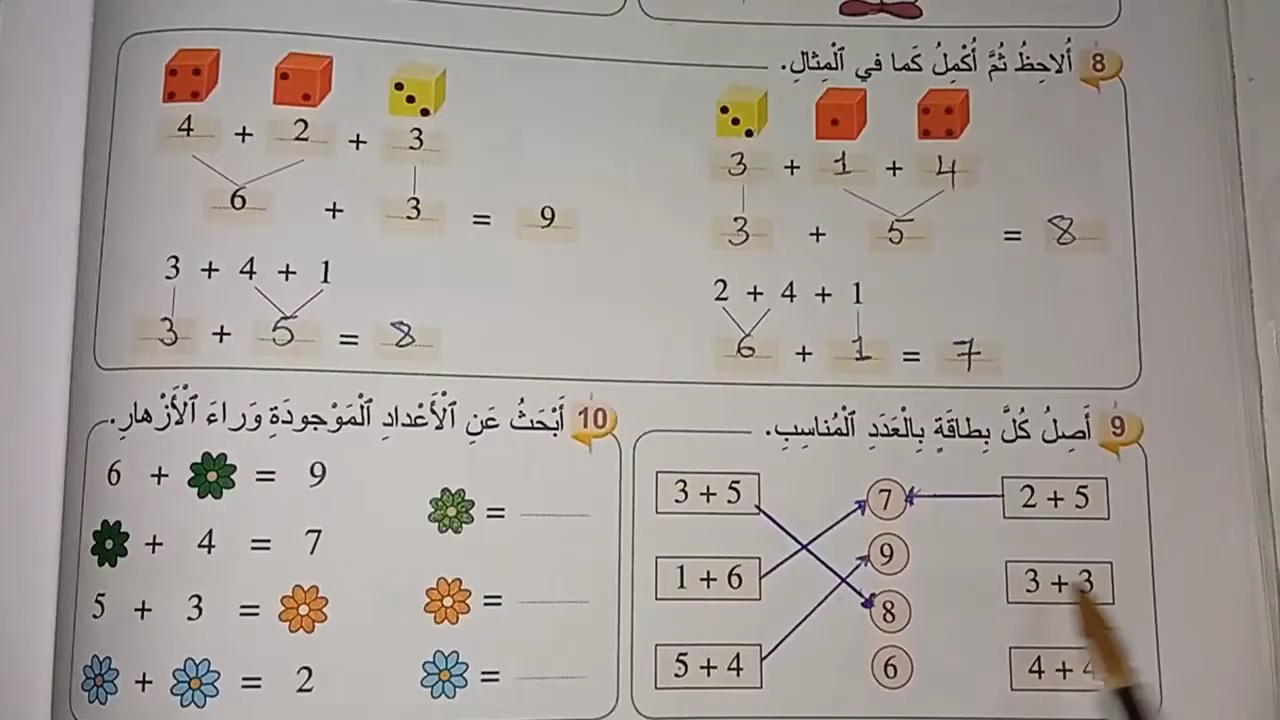 8 أُلاحِظُ ثُمَّ أُكْمِلُ كَما في ٱلْمِثالِ.
4 + 2 + 3
6 + 3 = 9
3 + 4 + 1
3 + 5 = 8
3 + 1 + 4
3 + 5 = 8
2 + 4 + 1
6 + 1 = 7
9 أَصِلُ كُلَّ بِطاقَةٍ بِالْعَدَدِ ٱلْمُناسِبِ.
3 + 5
1 + 6
5 + 4
7
9
8
6
2 + 5
3 + 3
4 + 4
10 أَبْحَثُ عَنِ ٱلْأَعْدادِ ٱلْمَوْجودَةِ وَراءَ ٱلْأَزْهارِ.
6 + = 9
+ 4 = 7
5 + 3 =
+ = 2
=
=
=